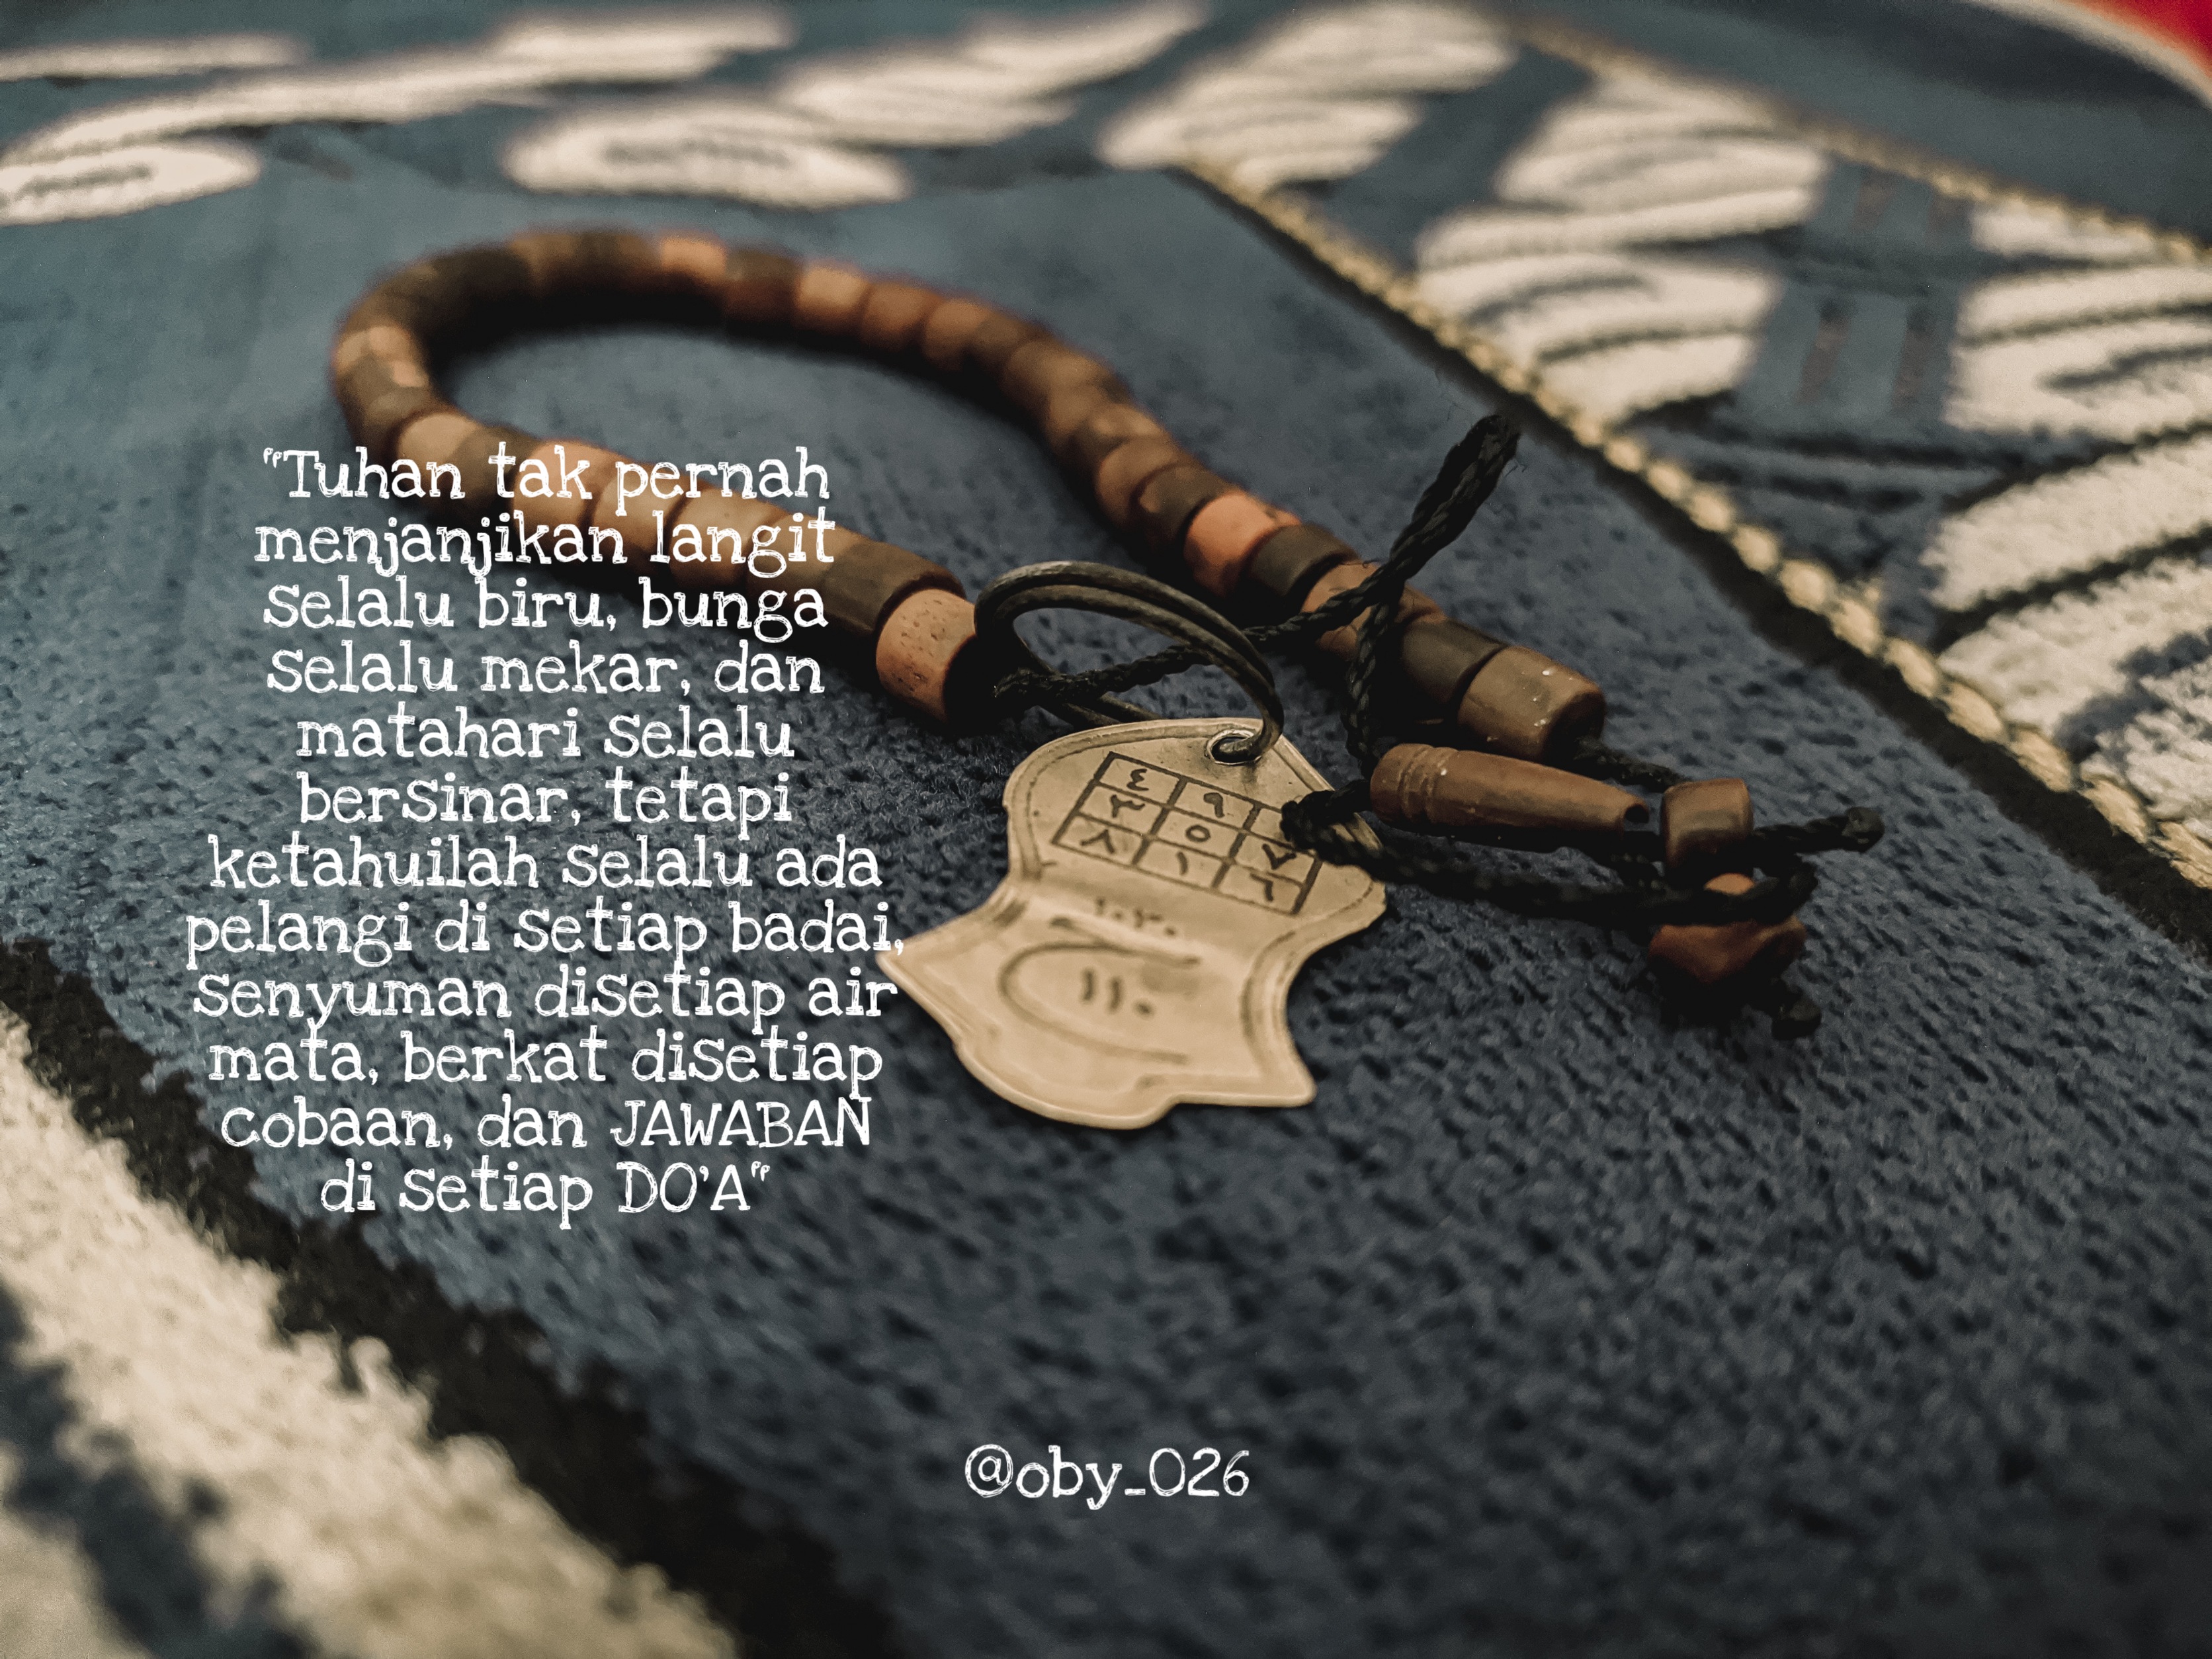 "Tuhan tak pernah
menjanjikan langit
selalu biru, bunga
selalu mekar, dan
matahari selalu
bersinar, tetapi
ketahuilah selalu ada
pelangi di setiap badai,
senyuman disetiap air
mata, berkat disetiap
cobaan, dan JAWABAN
di setiap DO'A"
٤ ٩
٣ ٥ ٧
٨ ١ ٦
١١٠
@oby_026